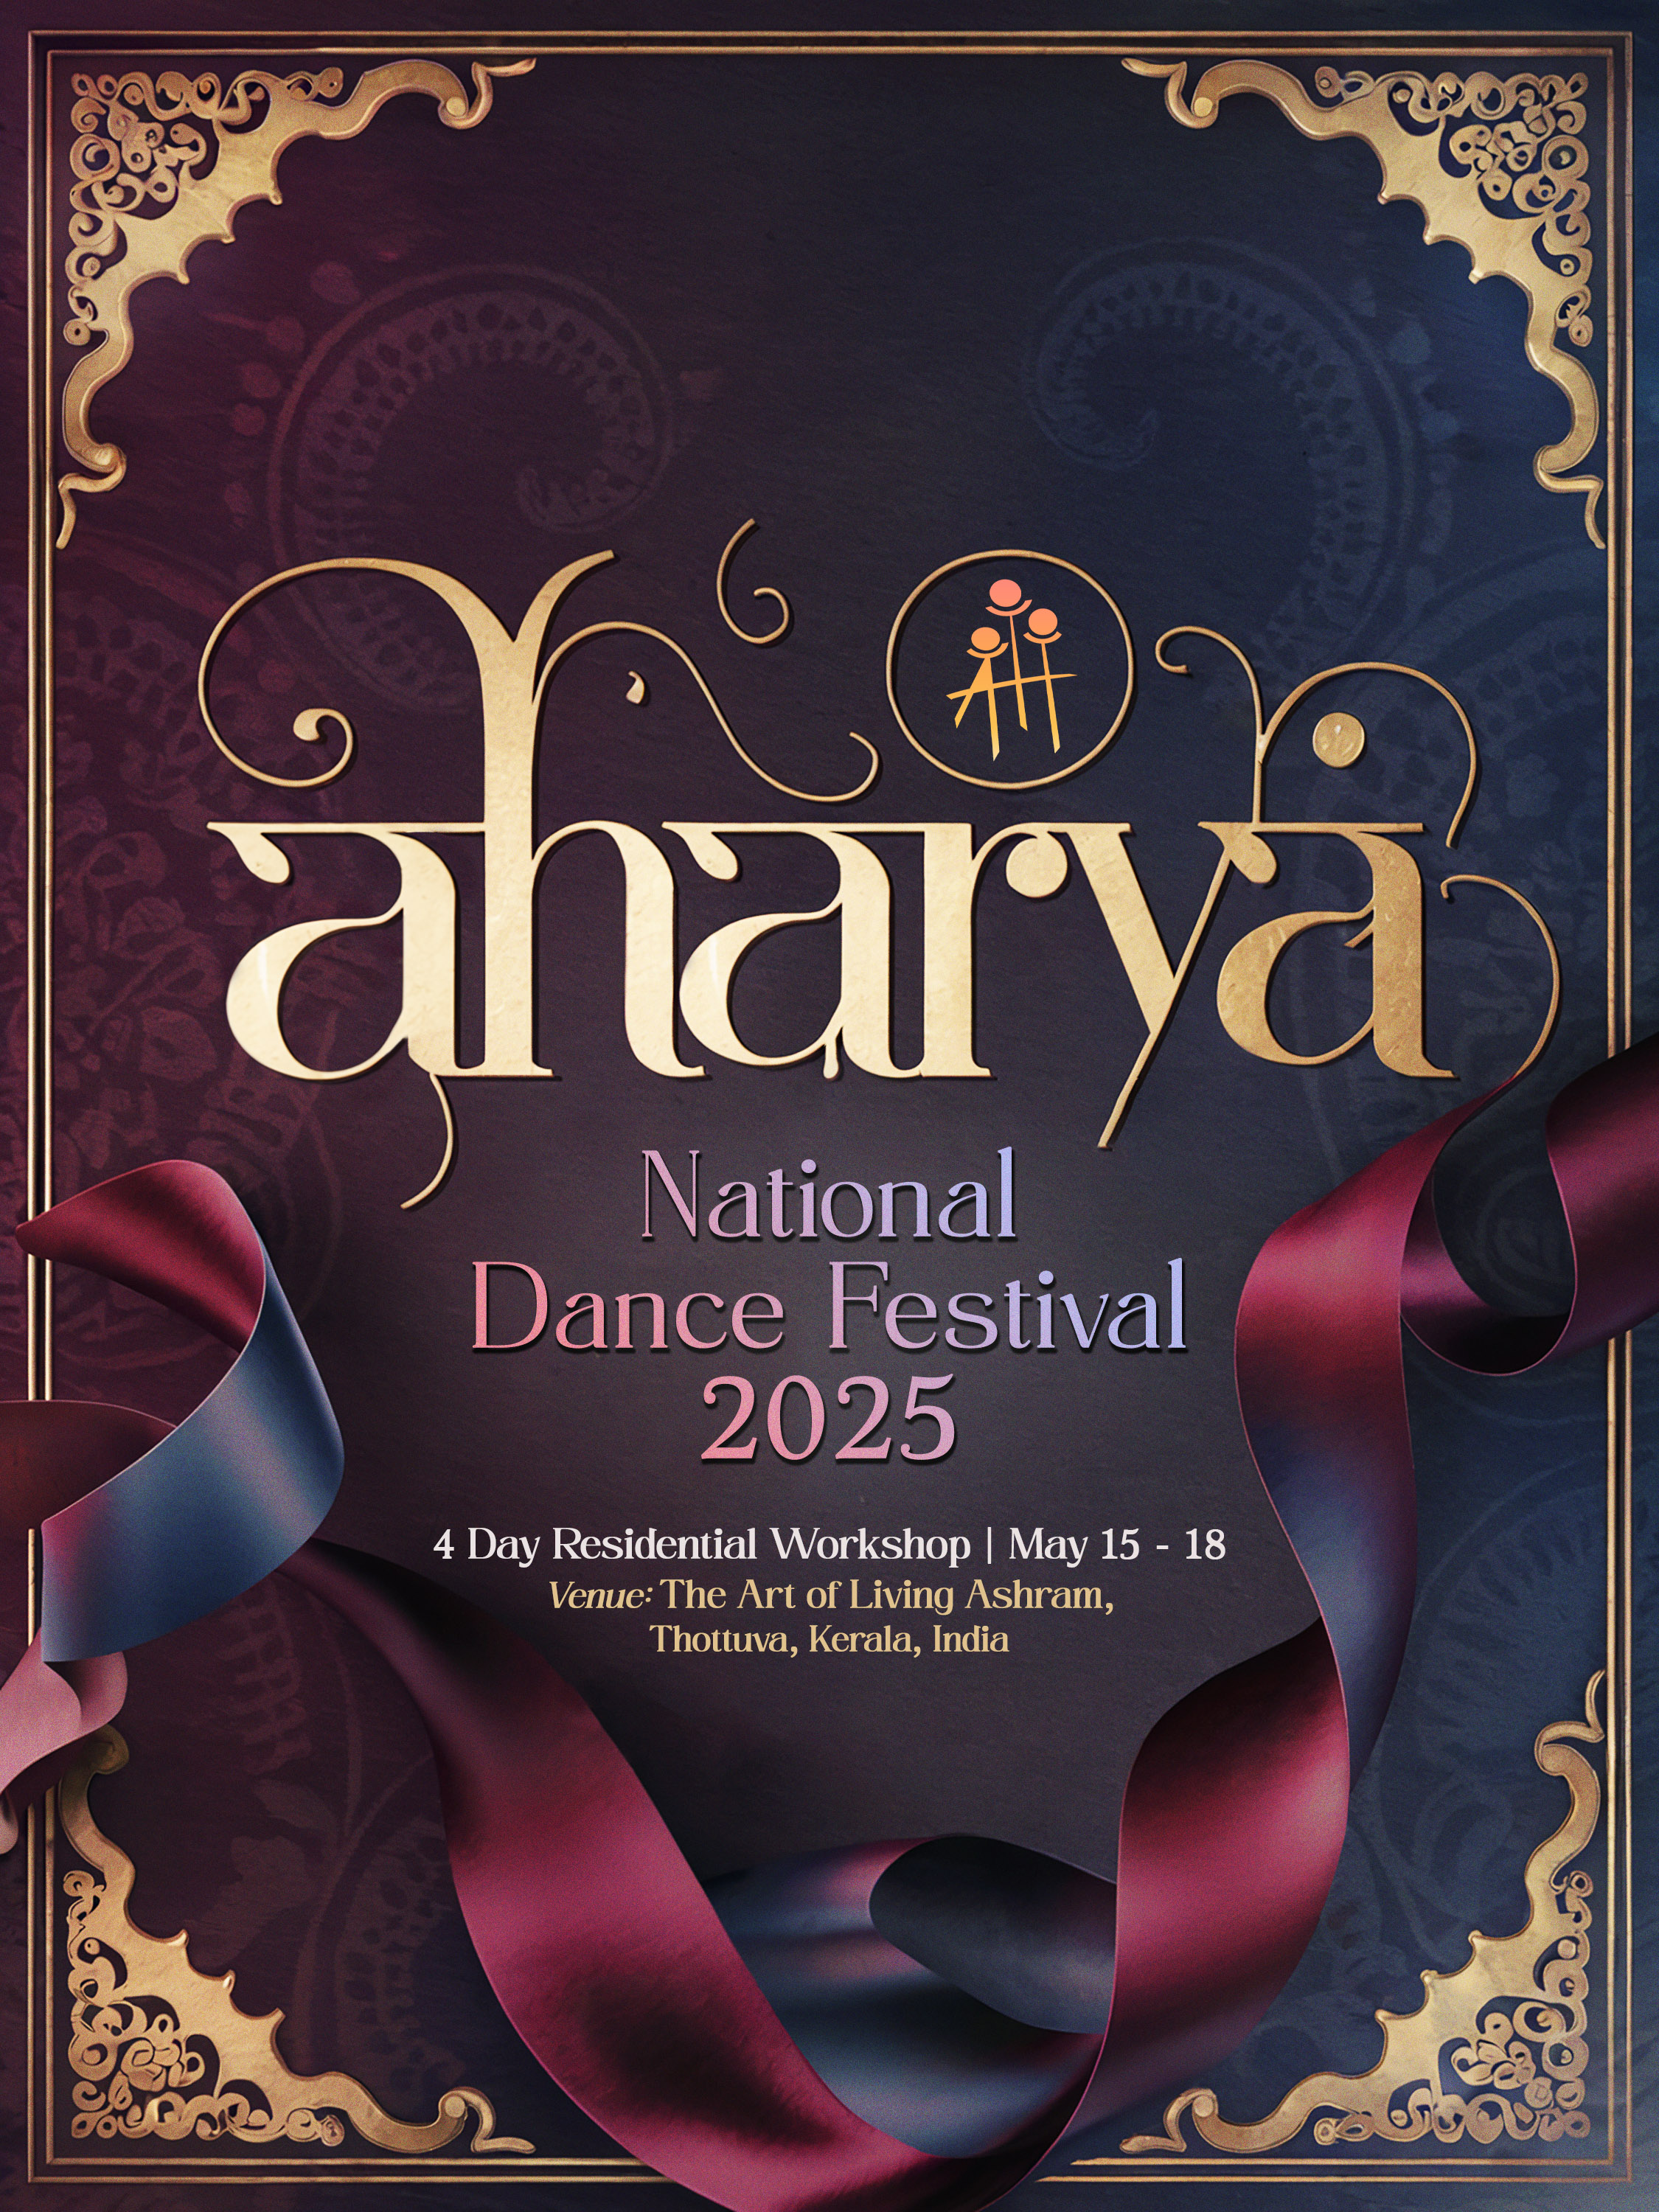 aharya
National
Dance Festival
2025
4 Day Residential Workshop | May 15 - 18
Venue: The Art of Living Ashram,
Thottuva, Kerala, India